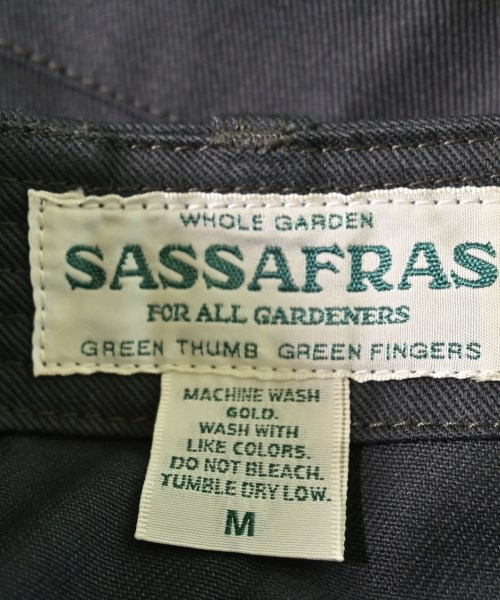 WHOLE GARDEN
SASSAFRAS
FOR ALL GARDENERS
GREEN THUMB GREEN FINGERS
MACHINE WASH
GOLD.
WASH WITH
LIKE COLORS.
DO NOT BLEACH.
TUMBLE DRY LOW.
M